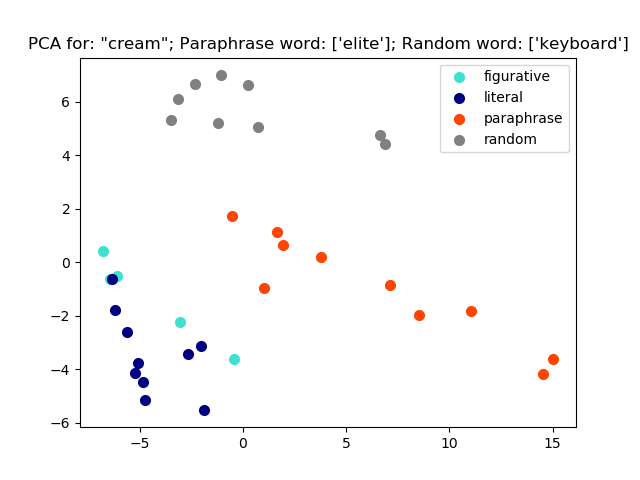 PCA for: "cream"; Paraphrase word: ['elite']; Random word: ['keyboard']
figurative
literal
paraphrase
random
6
4
2
0
−2
−4
−6
−5 0 5 10 15